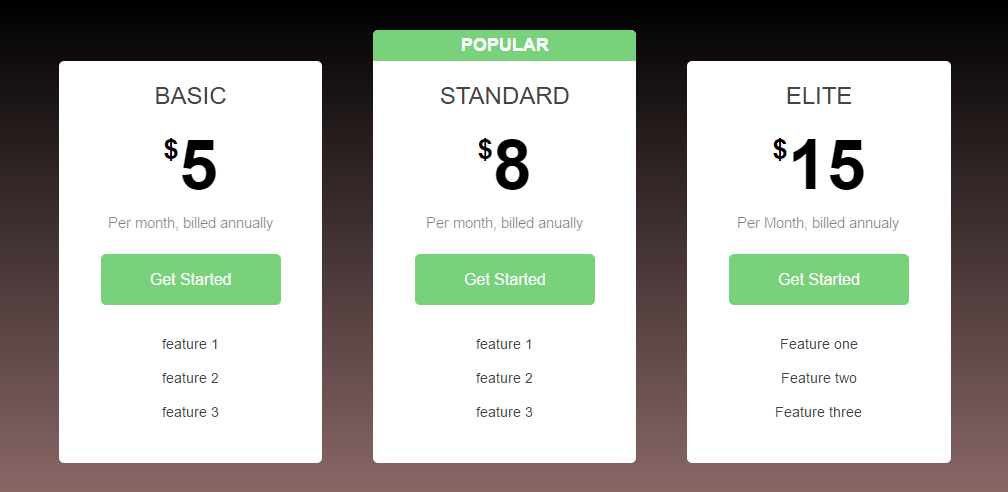 POPULAR
BASIC
$5
Per month, billed annually
Get Started
feature 1
feature 2
feature 3
STANDARD
$8
Per month, billed anually
Get Started
feature 1
feature 2
feature 3
ELITE
$15
Per Month, billed annualy
Get Started
Feature one
Feature two
Feature three